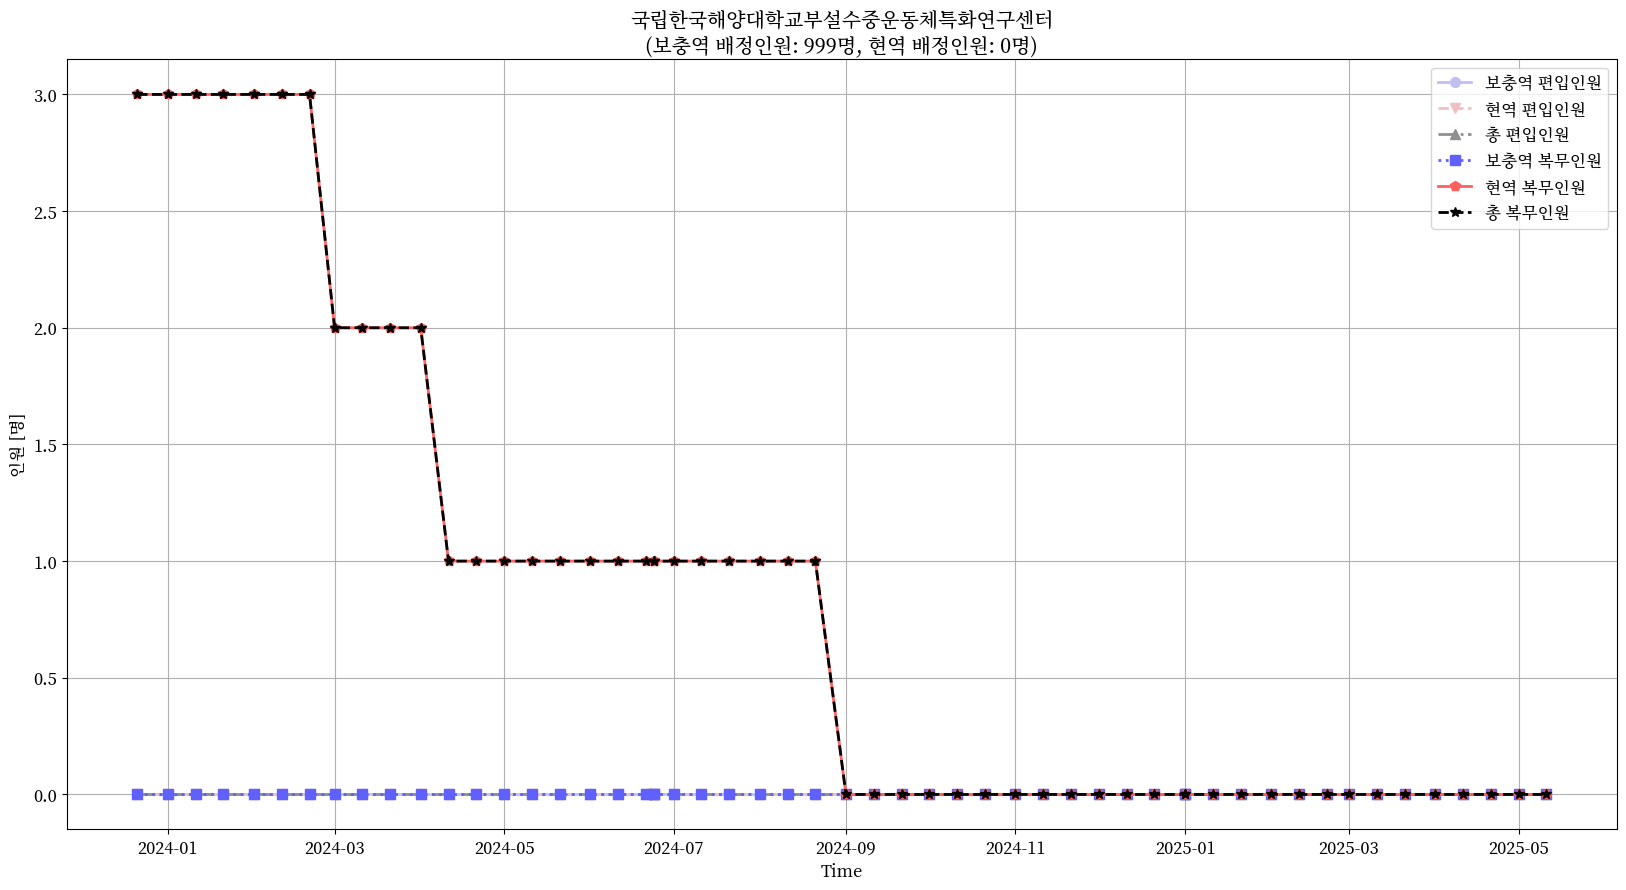 국립한국해양대학교부설수중운동체특화연구센터
(보충역 배정인원: 999명, 현역 배정인원: 0명)
보충역 편입인원
현역 편입인원
총 편입인원
보충역 복무인원
현역 복무인원
총 복무인원
인원 [명]
3.0
2.5
2.0
1.5
1.0
0.5
0.0
2024-01
2024-03
2024-05
2024-07
2024-09
2024-11
2025-01
2025-03
2025-05
Time